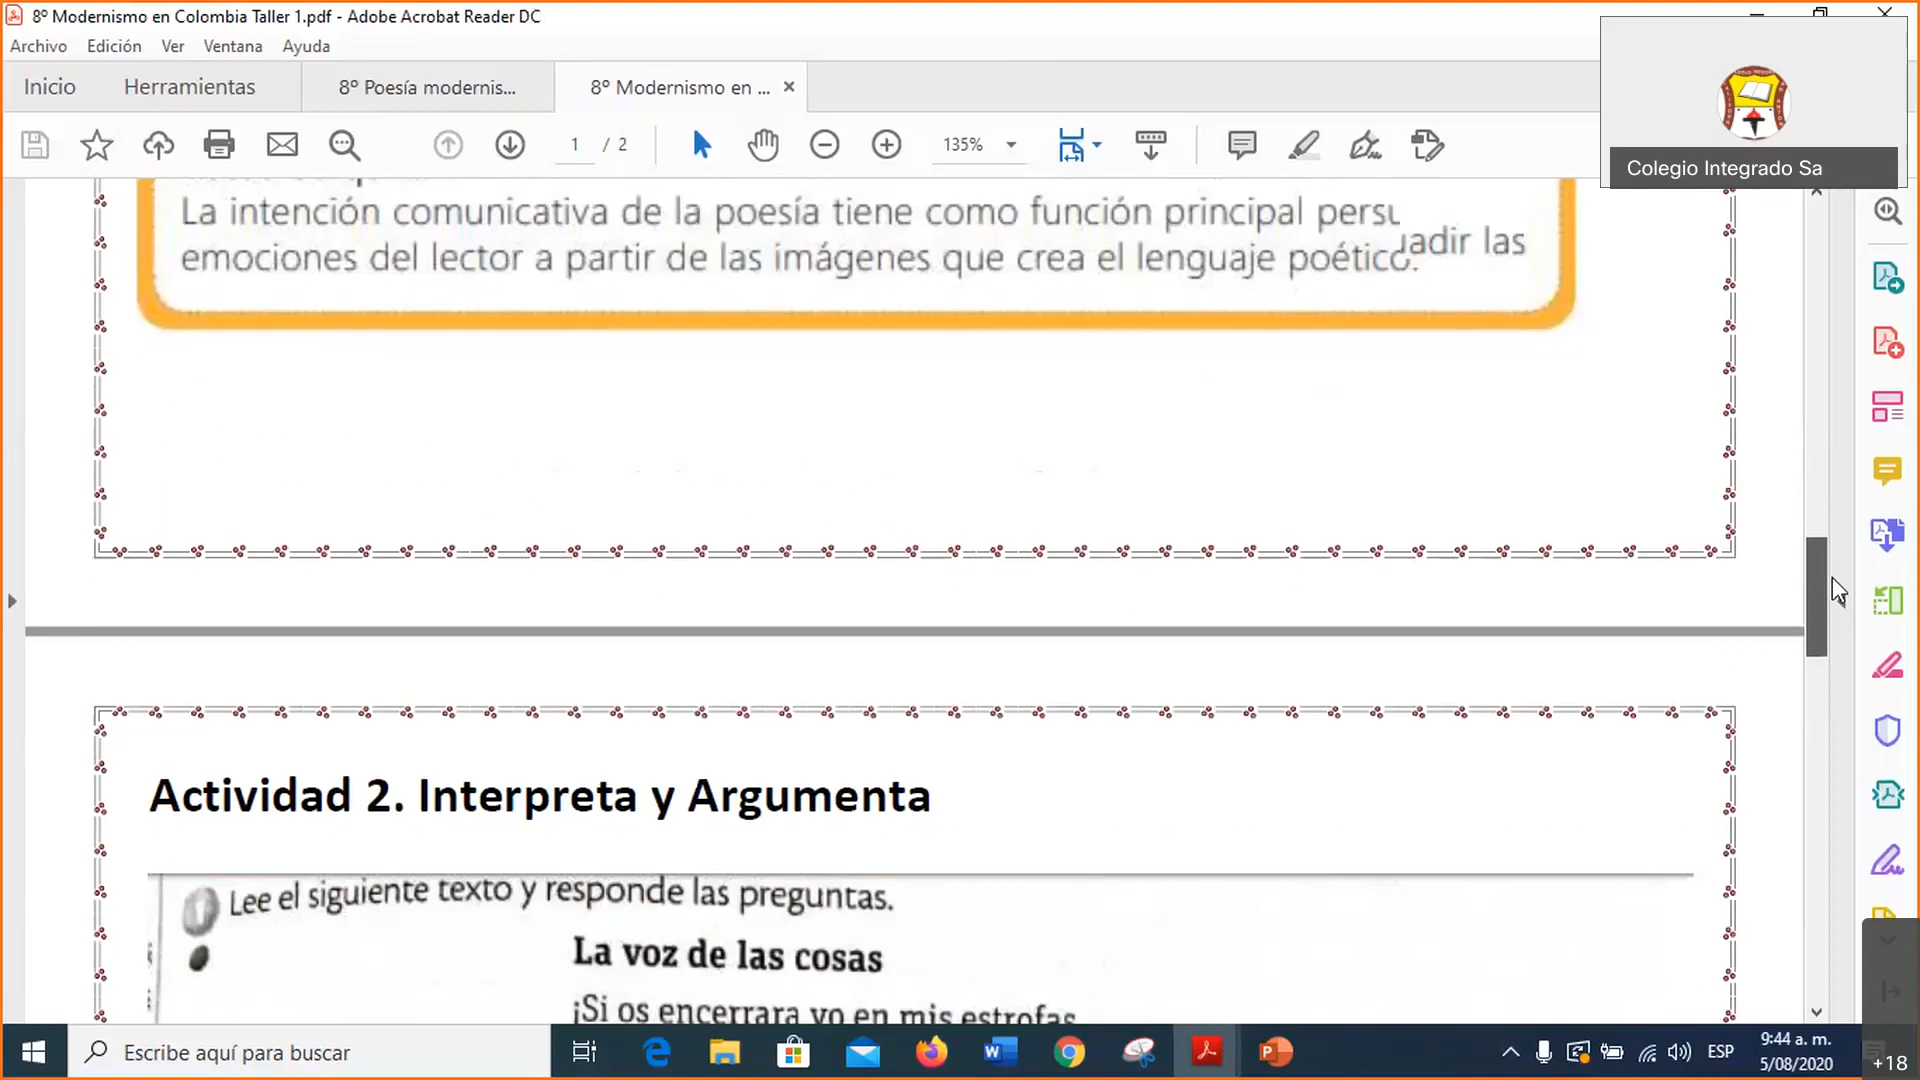 8º Modernismo en Colombia Taller 1.pdf - Adobe Acrobat Reader DC
Archivo Edición Ver Ventana Ayuda
Inicio Herramientas 8º Poesía modernis... 8º Modernismo en ...
1 / 2 135%
Colegio Integrado Sa
La intención comunicativa de la poesía tiene como función principal persuadir las
emociones del lector a partir de las imágenes que crea el lenguaje poético.
Actividad 2. Interpreta y Argumenta
1 Lee el siguiente texto y responde las preguntas.
La voz de las cosas
¡Si os encerrara yo en mis estrofas
Escribe aquí para buscar
ESP
9:44 a. m.
5/08/2020
+18